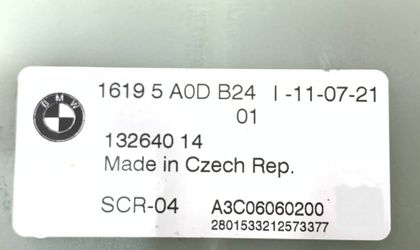 BMW
1619 5 A0D B24 I -11-07-21
01
132640 14
Made in Czech Rep.
SCR-04 A3C06060200
2801533212573377